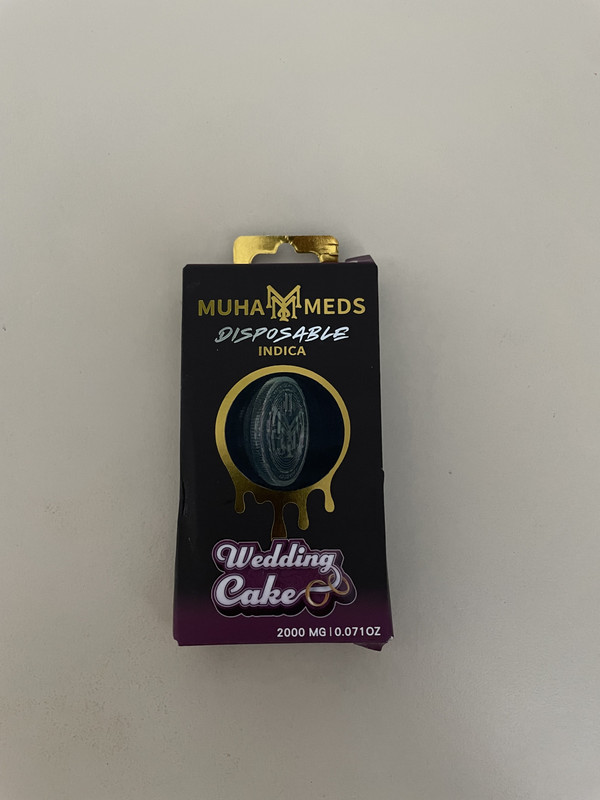 MUHA MEDS
DISPOSABLE
INDICA
Wedding
Cake
2000 MG | 0.071OZ